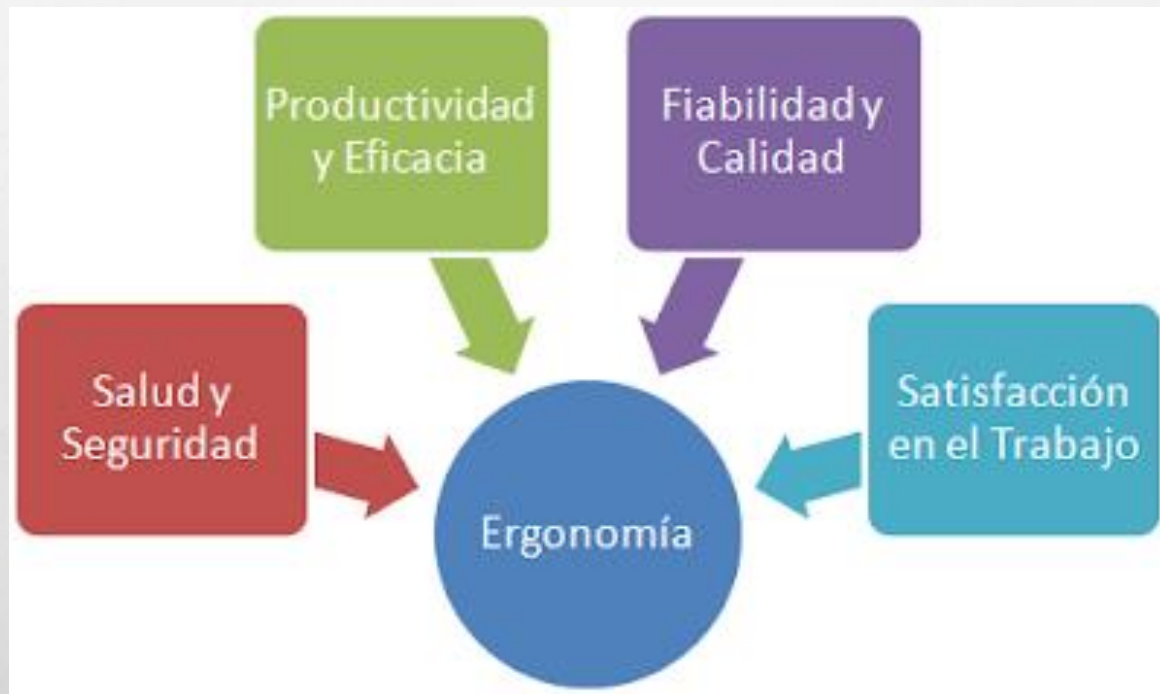 Productividad
y Eficacia
Fiabilidad y
Calidad
Salud y
Seguridad
Satisfacción
en el Trabajo
Ergonomía